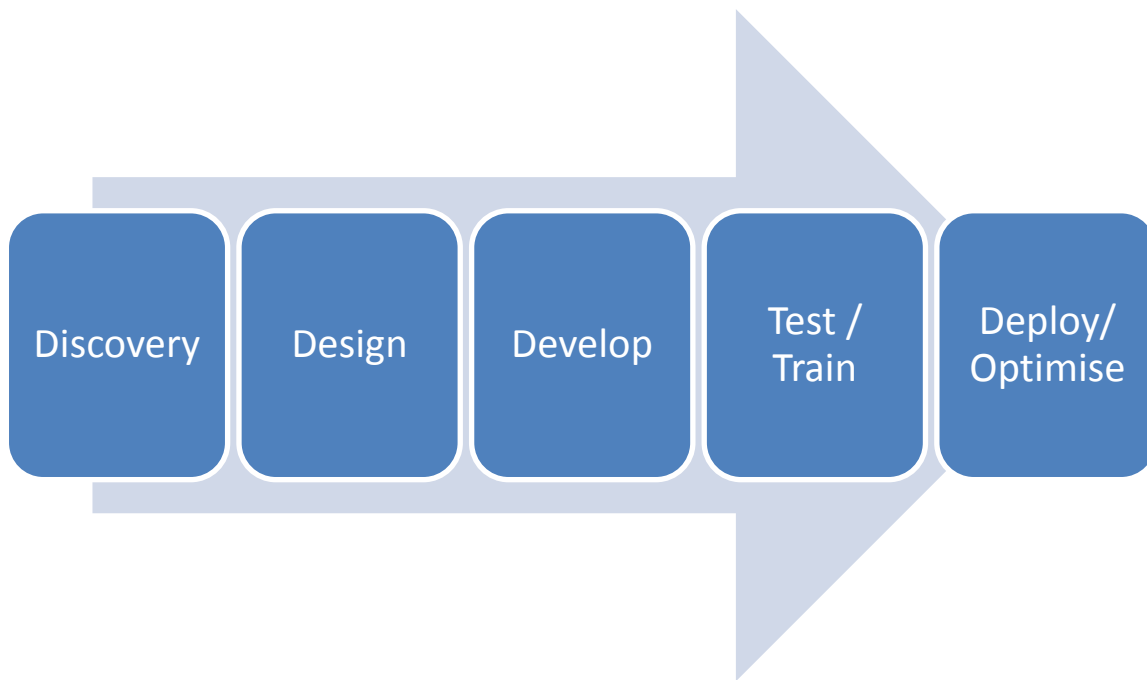 Discovery
Design
Develop
Test /
Train
Deploy/
Optimise